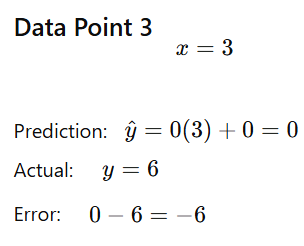 Data Point 3
x = 3
Prediction: ŷ = 0(3) + 0 = 0
Actual: y = 6
Error: 0 − 6 = −6